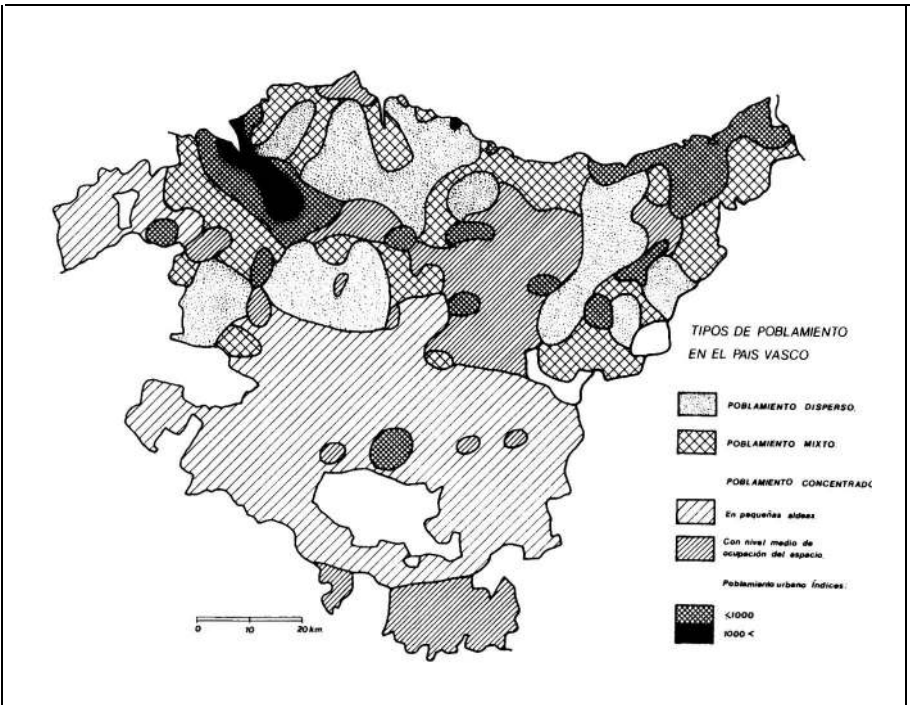 TIPOS DE POBLAMIENTO
EN EL PAIS VASCO
POBLAMIENTO DISPERSO.
POBLAMIENTO MIXTO
POBLAMIENTO CONCENTRADO
En pequeñas aldeas
Con nivel medio de
ocupación del espacio.
Poblamiento urbano Índices:
≤1000
1000 <
0 10 20 km